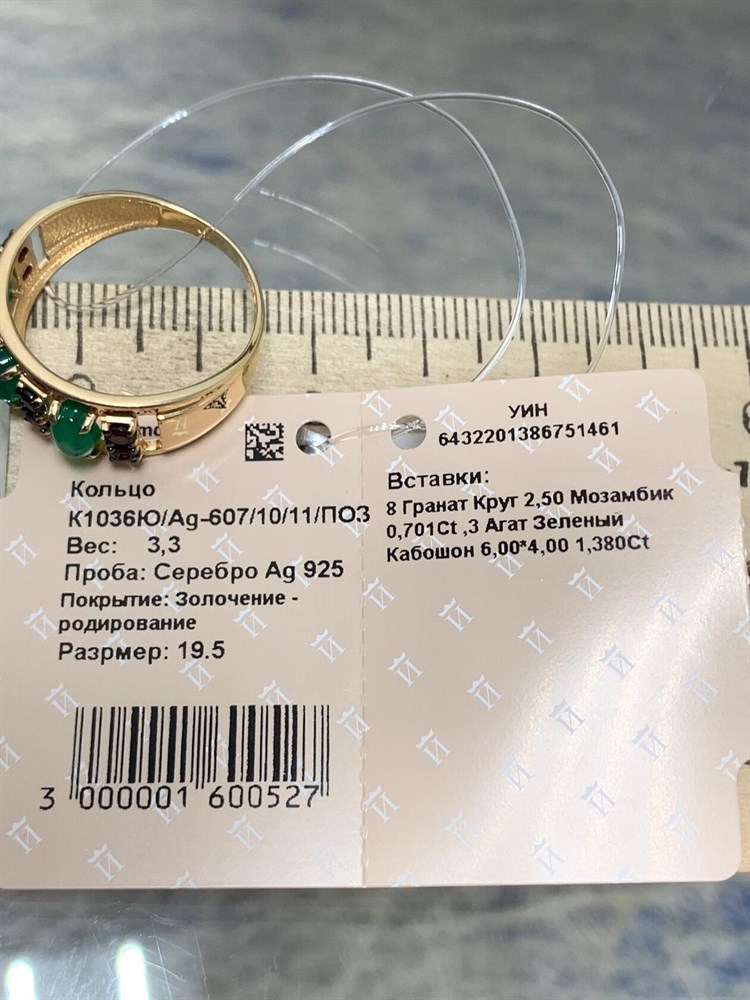 Кольцо
К1036Ю/Ag-607/10/11/ПОЗ
Вес: 3,3
Проба: Серебро Ag 925
Покрытие: Золочение -
родирование
Разрмер: 19.5
3 000001 600527
УИН
6432201386751461
Вставки:
8 Гранат Круг 2,50 Мозамбик
0,701Ct ,3 Агат Зеленый
Кабошон 6,00*4,00 1,380Ct